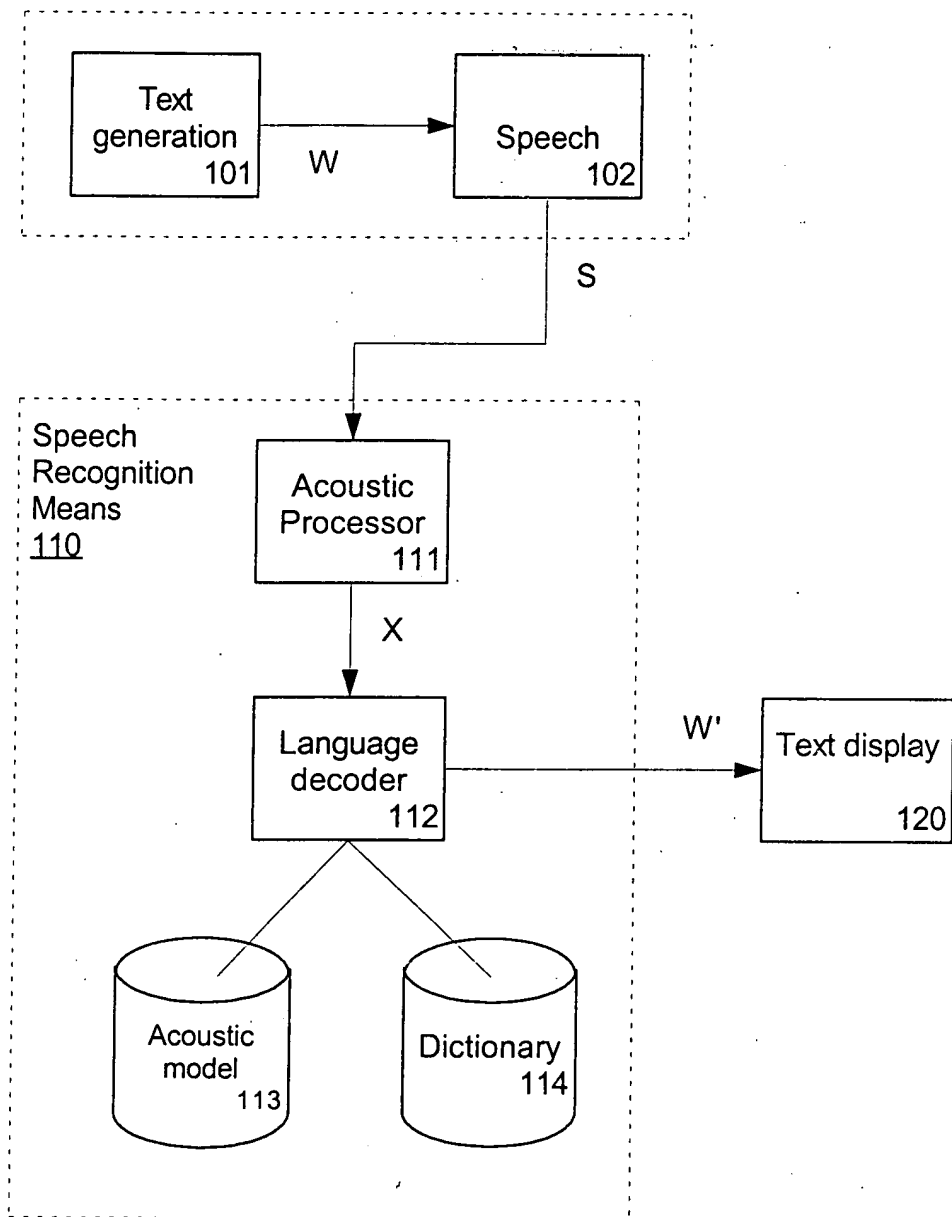 Text
generation
101
W
Speech
102
S
Speech
Recognition
Means
110
Acoustic
Processor
111
X
Language
decoder
112
W'
Text display
120
Acoustic
model
113
Dictionary
114